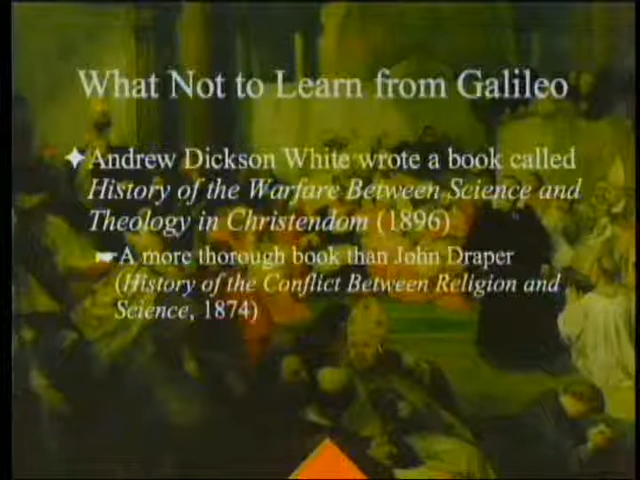 What Not to Learn from Galileo
Andrew Dickson White wrote a book called
History of the Warfare Between Science and
Theology in Christendom (1896)
A more thorough book than John Draper
(History of the Conflict Between Religion and
Science, 1874)